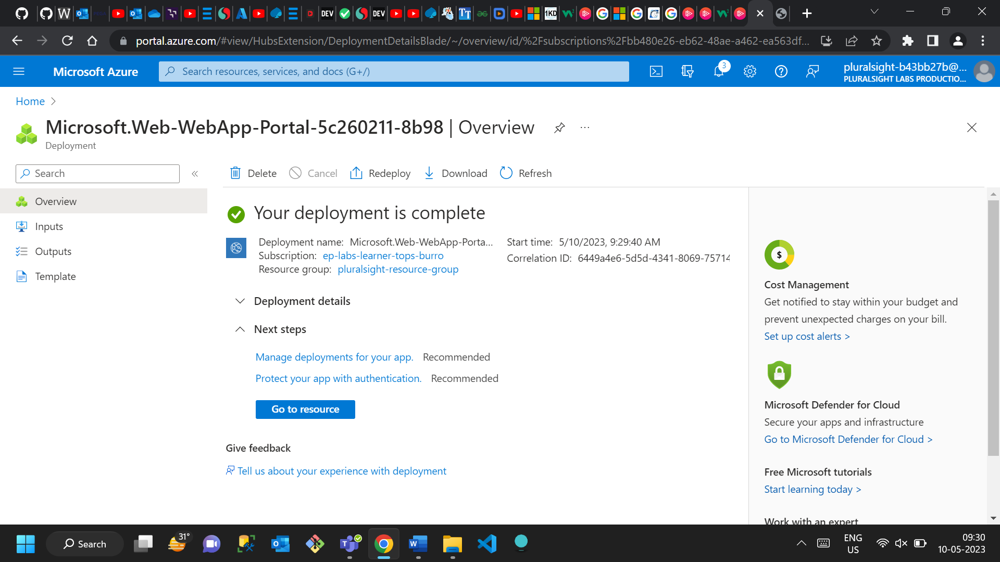 portal.azure.com/#view/HubsExtension/DeploymentDetailsBlade/~/overview/id/%2Fsubscriptions%2Fbb480e26-eb62-48ae-a462-ea563df...
Microsoft Azure
Search resources, services, and docs (G+/)
3
pluralsight-b43bb27b@...
PLURALSIGHT LABS PRODUCTIO...
Home
Microsoft.Web-WebApp-Portal-5c260211-8b98 | Overview
...
Deployment
Search
Delete
Cancel
Redeploy
Download
Refresh
Overview
Inputs
Outputs
Template
Your deployment is complete
Deployment name: Microsoft.Web-WebApp-Porta...
Subscription: ep-labs-learner-tops-burro
Resource group: pluralsight-resource-group
Start time: 5/10/2023, 9:29:40 AM
Correlation ID: 6449a4e6-5d5d-4341-8069-75714
Deployment details
Next steps
Manage deployments for your app. Recommended
Protect your app with authentication. Recommended
Go to resource
Give feedback
Tell us about your experience with deployment
$
Cost Management
Get notified to stay within your budget and
prevent unexpected charges on your bill.
Set up cost alerts >
Microsoft Defender for Cloud
Secure your apps and infrastructure
Go to Microsoft Defender for Cloud >
Free Microsoft tutorials
Start learning today >
Work with an expert
Search
31°
ENG
US
09:30
10-05-2023